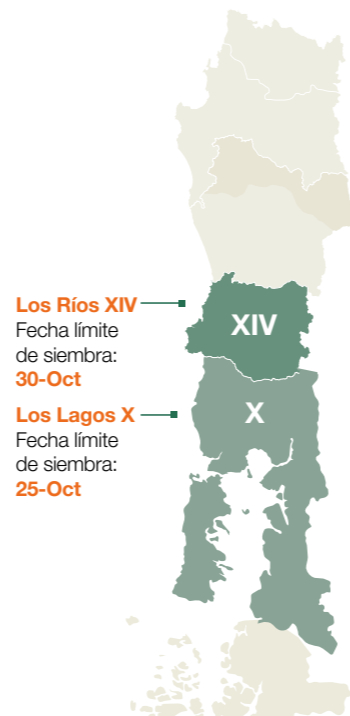 Los Ríos XIV
Fecha límite
de siembra:
30-Oct
Los Lagos X
Fecha límite
de siembra:
25-Oct
XIV
X